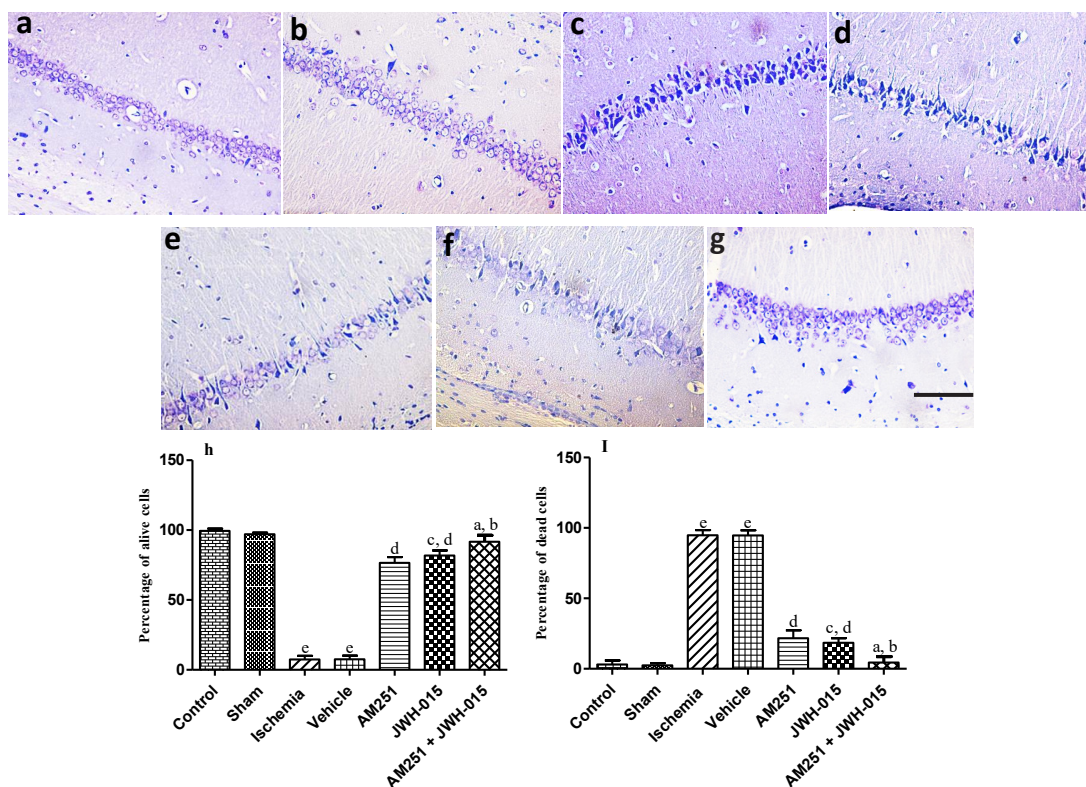 a
b
c
d
e
f
g
h
150
100
50
0
Percentage of alive cells
e
e
d
c, d
a, b
Control
Sham
Ischemia
Vehicle
AM251
JWH-015
AM251 + JWH-015
I
150
100
50
0
Percentage of dead cells
e
e
d
c, d
a, b
Control
Sham
Ischemia
Vehicle
AM251
JWH-015
AM251 + JWH-015